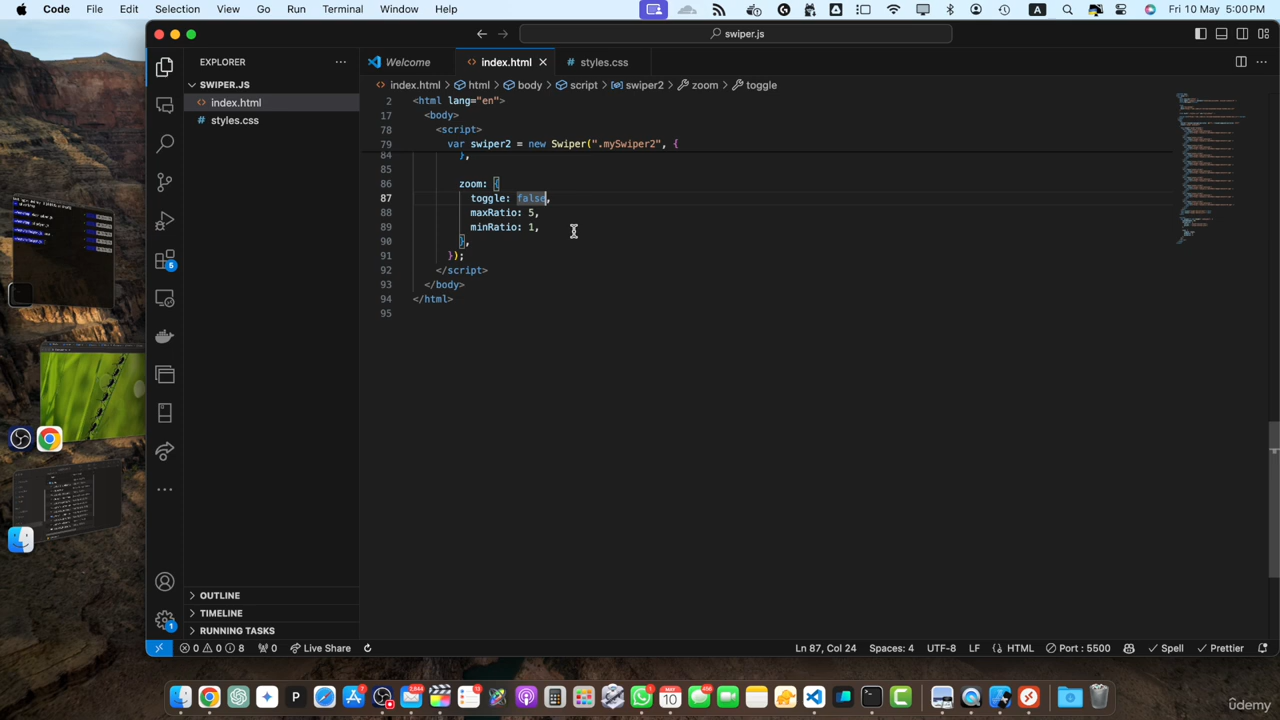 Code File Edit Selection View Go Run Terminal Window Help A Fri 10 May 5:00 PM
swiper.js
EXPLORER
Welcome index.html styles.css
SWIPER.JS
index.html
styles.css
index.html html body script swiper2 zoom toggle
2 <html lang="en">
17 <body>
78 <script>
79 var swiper2 = new Swiper(".mySwiper2", {
84 },
85
86 zoom: {
87 toggle: false,
88 maxRatio: 5,
89 minRatio: 1,
90 },
91 });
92 </script>
93 </body>
94 </html>
95
5
OUTLINE
TIMELINE
RUNNING TASKS
1
0 0 8 0 Live Share Ln 87, Col 24 Spaces: 4 UTF-8 LF HTML Port : 5500 Spell Prettier
ûdemy